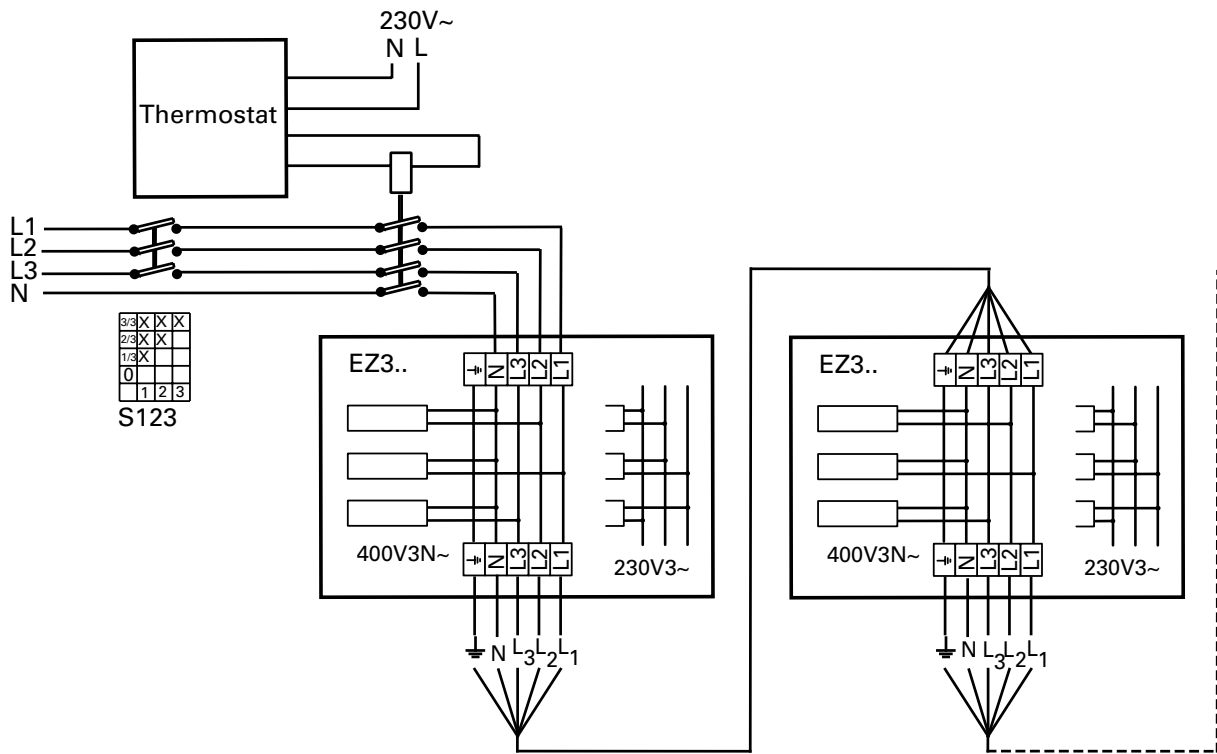 230V~
N L
Thermostat
L1
L2
L3
N
3/3 X X X
2/3 X X
1/3 X
0
1 2 3
S123
EZ3..
⏚ N L3 L2 L1
400V3N~
⏚ N L3 L2 L1
230V3~
⏚ N L3 L2 L1
EZ3..
⏚ N L3 L2 L1
400V3N~
⏚ N L3 L2 L1
230V3~
⏚ N L3 L2 L1